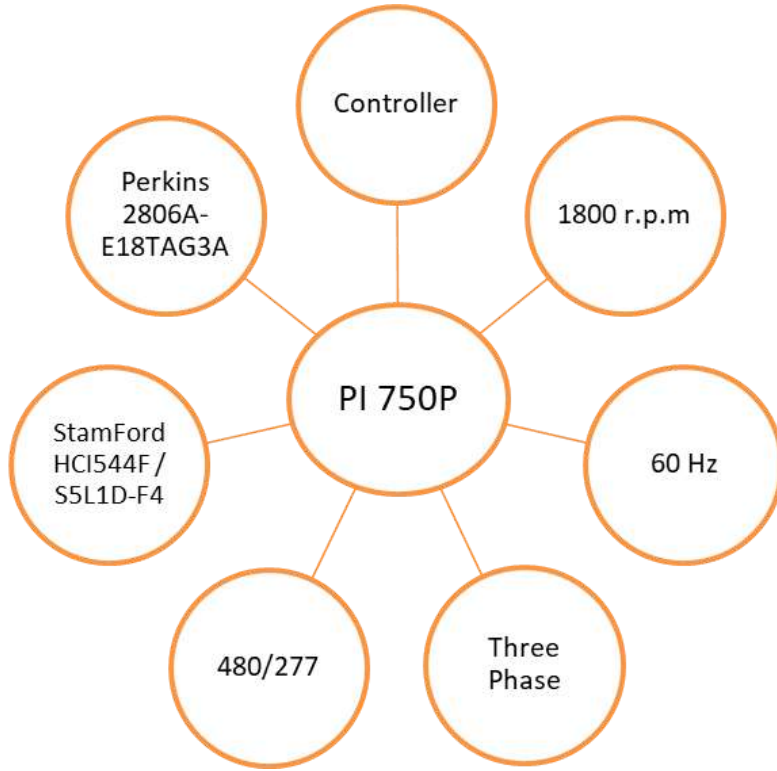 Controller
1800 r.p.m
60 Hz
Three
Phase
480/277
StamFord
HCI544F/
S5L1D-F4
Perkins
2806A-
E18TAG3A
PI 750P